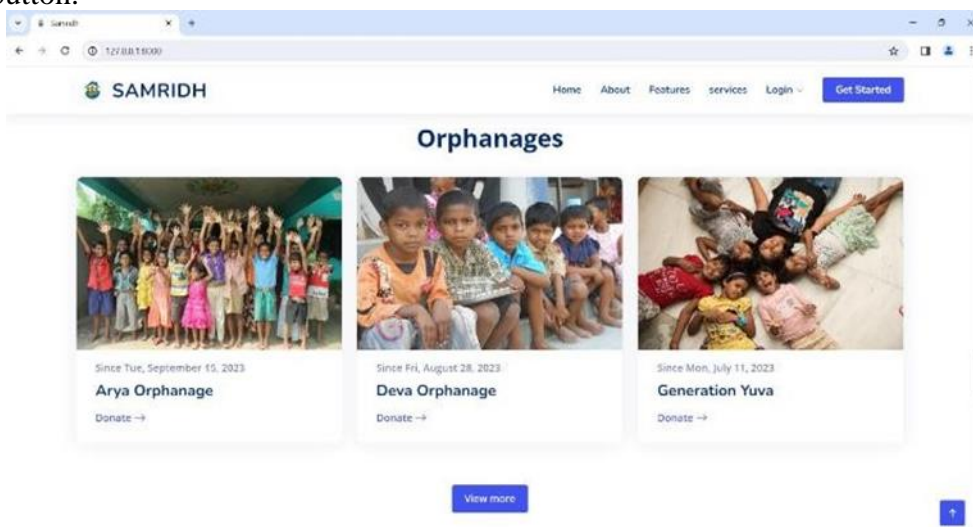 button.
Samridh
127.0.0.1:8000
SAMRIDH
Home About Features services Login Get Started
Orphanages
Since Tue, September 15, 2023
Arya Orphanage
Donate →
Since Fri, August 28, 2023
Deva Orphanage
Donate →
Since Mon, July 11, 2023
Generation Yuva
Donate →
View more